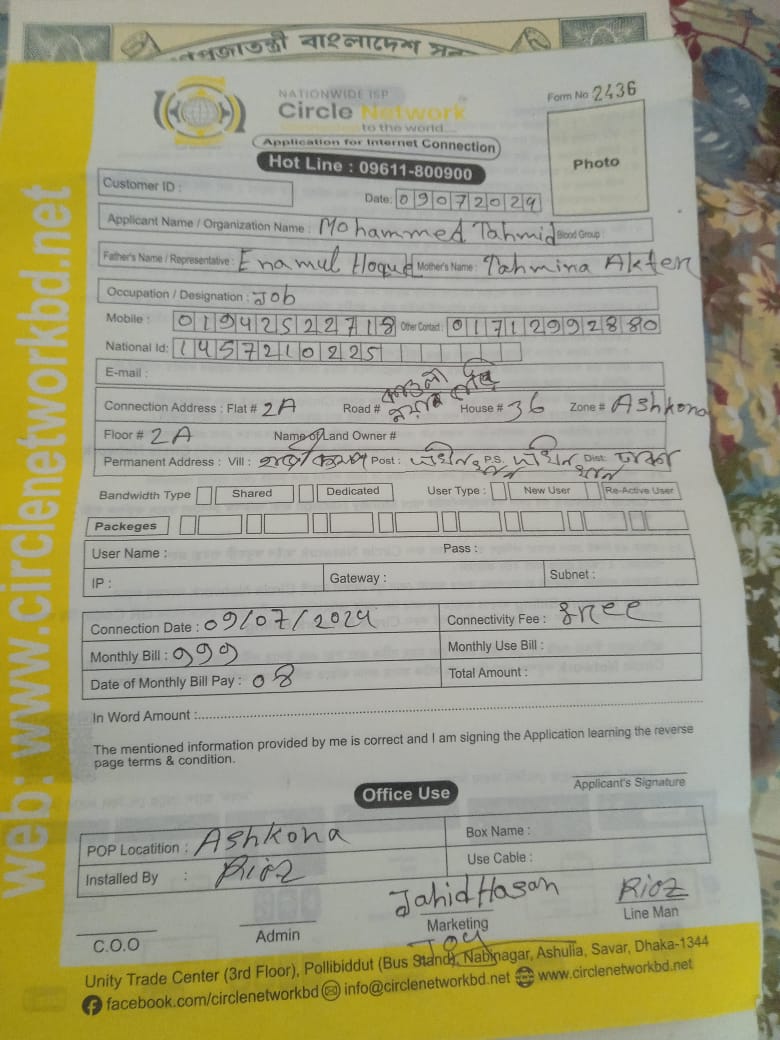 বাংলাদেশ
NATIONWIDE ISP
Circle Network
to the world...
Form No 2436
Application for Internet Connection
Hot Line : 09611-800900
Photo
Customer ID :
Date: 09072024
Applicant Name / Organization Name : Mohammed Tahmid Blood Group :
Father's Name / Representative : Enamul Hoque Mother's Name : Tahmina Akter
Occupation / Designation : Job
Mobile : 01942522718 Other Contact : 01712992880
National Id: 1457210225
E-mail :
Connection Address : Flat # 2A Road # House # 36 Zone # Ashkona
Floor # 2A Name of Land Owner #
Permanent Address : Vill : Post : P.S. Dist: ঢাকা
Bandwidth Type Shared Dedicated User Type : New User Re-Active User
Packeges
User Name : Pass :
IP : Gateway : Subnet :
Connection Date : 09/07/2024 Connectivity Fee : free
Monthly Bill : 999 Monthly Use Bill :
Date of Monthly Bill Pay : 08 Total Amount :
In Word Amount :
The mentioned information provided by me is correct and I am signing the Application learning the reverse
page terms & condition.
Applicant's Signature
Office Use
POP Locatition : Ashkona Box Name :
Installed By : Rioz Use Cable :
Jahid Hasan Rioz
C.O.O Admin Marketing Line Man
Joy
Unity Trade Center (3rd Floor), Pollibiddut (Bus Stand), Nabinagar, Ashulia, Savar, Dhaka-1344
facebook.com/circlenetworkbd info@circlenetworkbd.net www.circlenetworkbd.net
web: www.circlenetworkbd.net